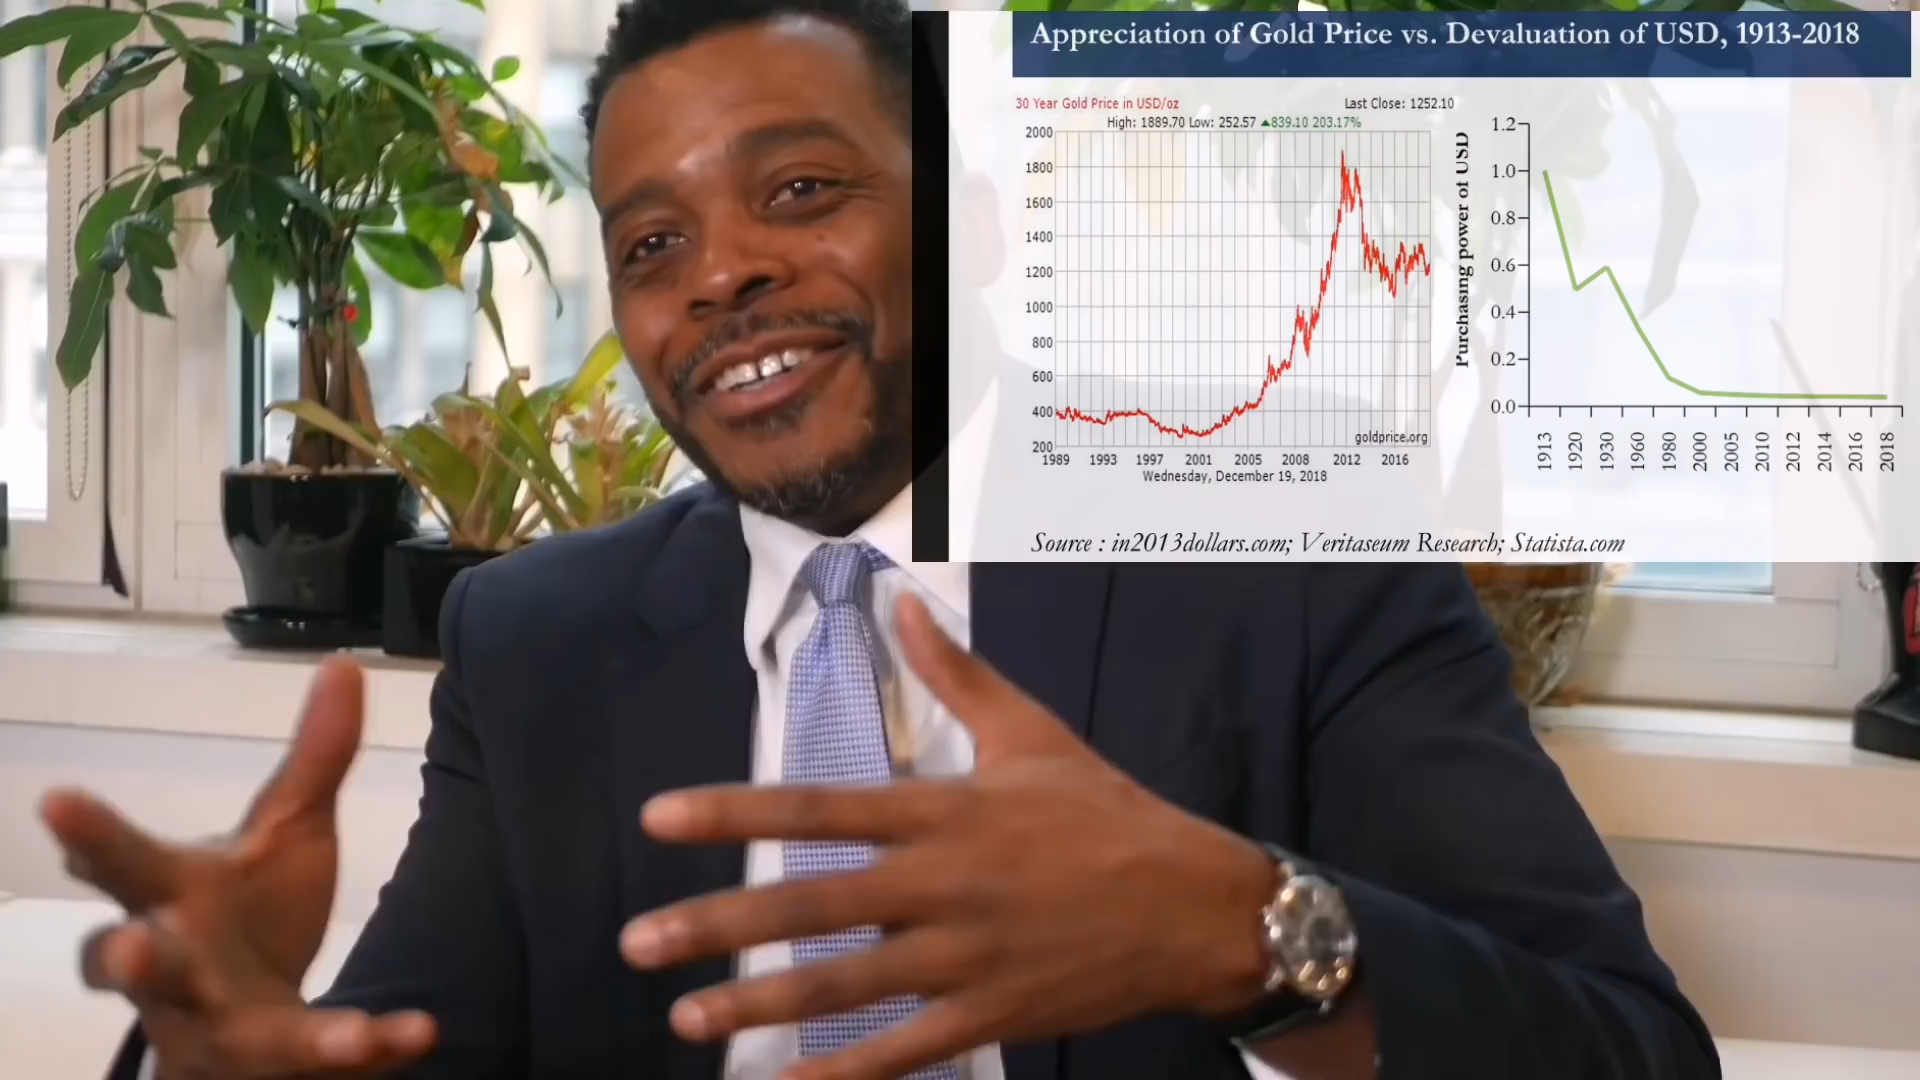 Appreciation of Gold Price vs. Devaluation of USD, 1913-2018
30 Year Gold Price in USD/oz
Last Close: 1252.10
High: 1889.70 Low: 252.57 ▲839.10 203.17%
2000
1800
1600
1400
1200
1000
800
600
400
200
1989 1993 1997 2001 2005 2008 2012 2016
goldprice.org
Wednesday, December 19, 2018
Purchasing power of USD
1.2
1.0
0.8
0.6
0.4
0.2
0.0
1913 1920 1930 1960 1980 2000 2005 2010 2012 2014 2016 2018
Source : in2013dollars.com; Veritaseum Research; Statista.com